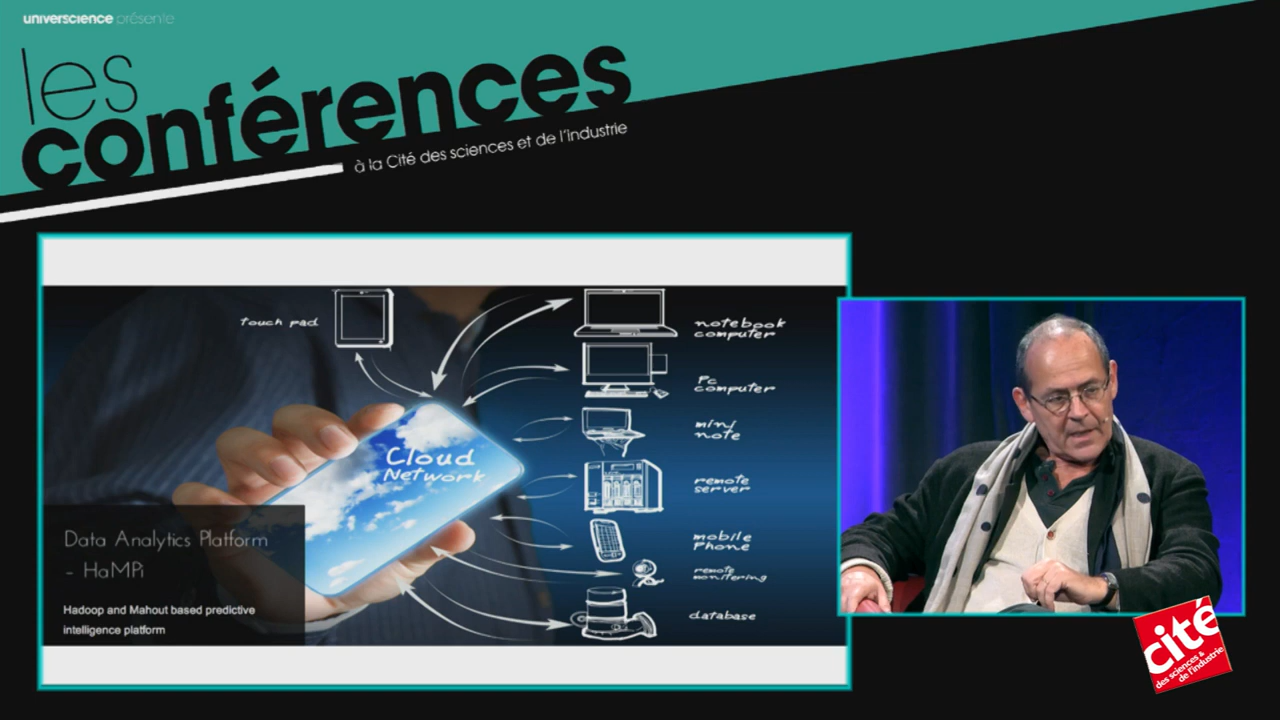 universcience présente
les
conférences
à la Cité des sciences et de l'industrie
touch pad
notebook
computer
Pc
computer
Cloud
Network
mini
note
remote
server
mobile
Phone
remote
monitoring
database
Data Analytics Platform
- HaMPi
Hadoop and Mahout based predictive
intelligence platform
cité
des sciences &
de l'industrie